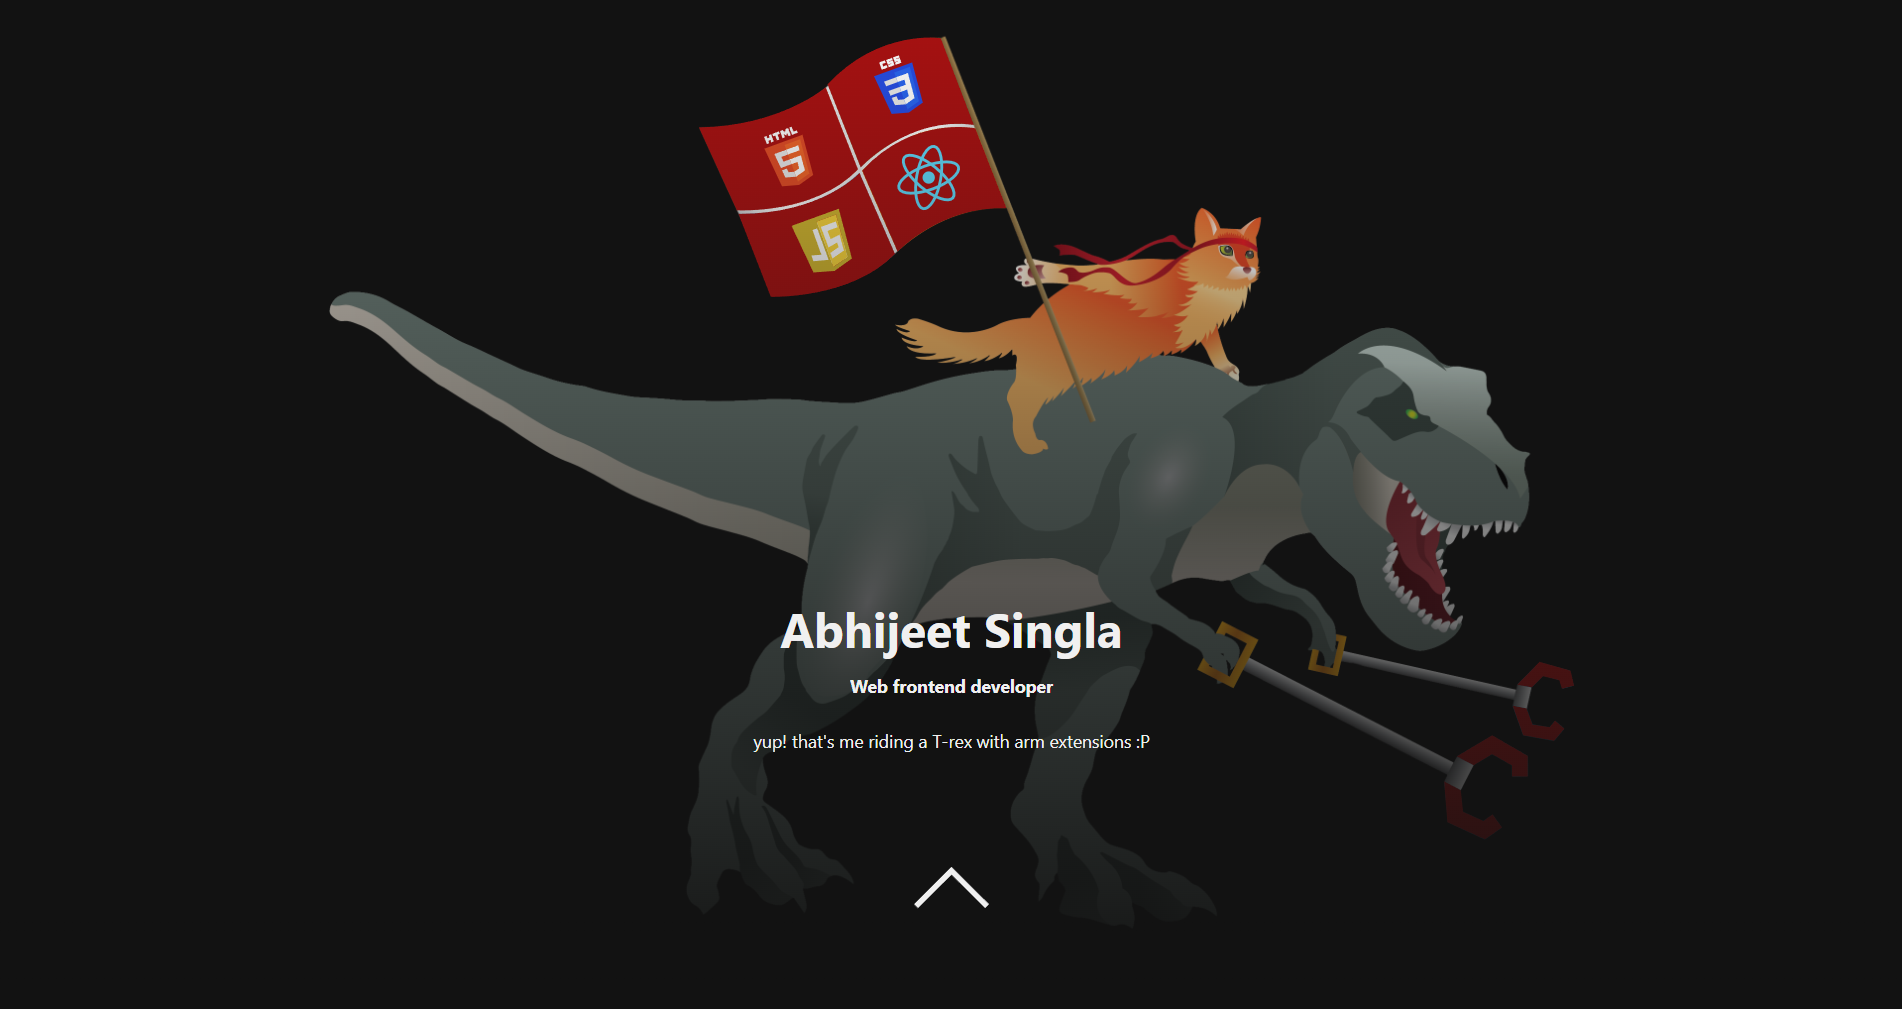 CSS
3
HTML
5
JS
Abhijeet Singla
Web frontend developer
yup! that's me riding a T-rex with arm extensions :P